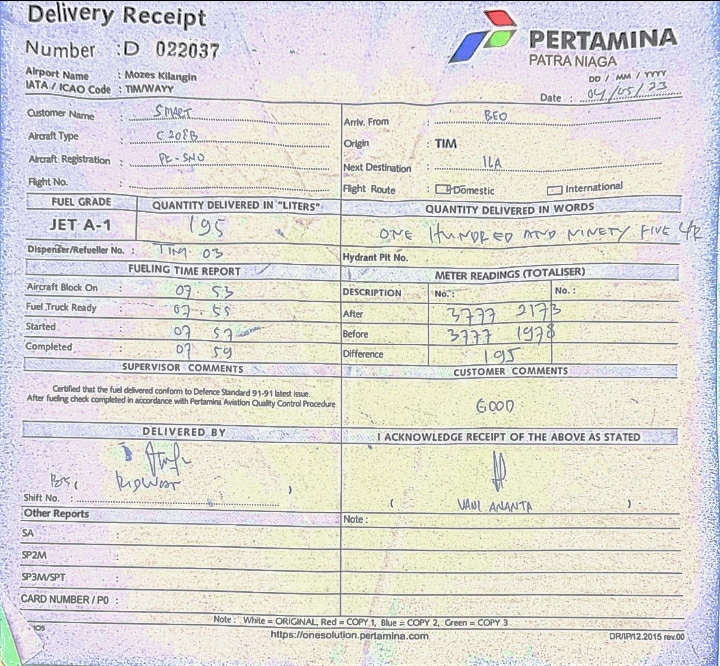 Delivery Receipt
Number :D 022037
PERTAMINA
PATRA NIAGA
Airport Name : Mozes Kilangin
IATA / ICAO Code : TIM/WAYY
DD / MM / YYYY
Date : 04/05/23
Customer Name : SMART
Arriv. From : BEO
Aircraft Type : C 208B
Origin : TIM
Aircraft Registration : PK-SNO
Next Destination : ILA
Flight No. :
Flight Route : Domestic International
FUEL GRADE QUANTITY DELIVERED IN "LITERS" QUANTITY DELIVERED IN WORDS
JET A-1 195 ONE HUNDRED AND NINETY FIVE
Dispenser/Refueller No. : TIM 03
Hydrant Pit No.
FUELING TIME REPORT METER READINGS (TOTALISER)
Aircraft Block On : 07.53
DESCRIPTION No. : No. :
Fuel Truck Ready : 07.55
After 3777 2173
Started : 07 57
Before 3777 1978
Completed : 07 59
Difference 195
SUPERVISOR COMMENTS CUSTOMER COMMENTS
Certified that the fuel delivered conform to Defence Standard 91-91 latest issue.
After fueling check completed in accordance with Pertamina Aviation Quality Control Procedure
GOOD
DELIVERED BY I ACKNOWLEDGE RECEIPT OF THE ABOVE AS STATED
RIDWAN )
Shift No. :
( VANI ANANTA )
Other Reports
Note :
SA :
SP2M :
SP3M/SPT :
CARD NUMBER / PO :
Note : White = ORIGINAL, Red = COPY 1, Blue = COPY 2, Green = COPY 3
https://onesolution.pertamina.com
DR/IP/12.2015 rev.00